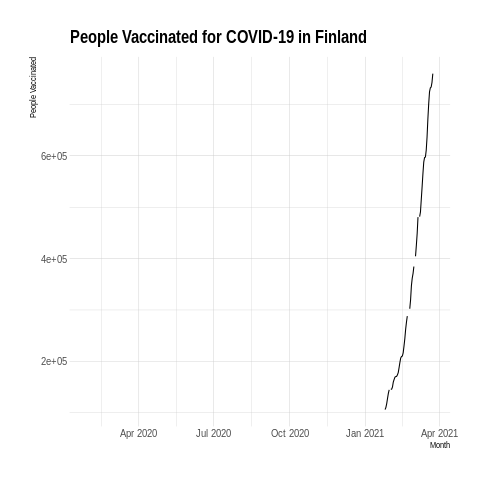 People Vaccinated for COVID-19 in Finland
People Vaccinated
6e+05
4e+05
2e+05
Apr 2020 Jul 2020 Oct 2020 Jan 2021 Apr 2021
Month